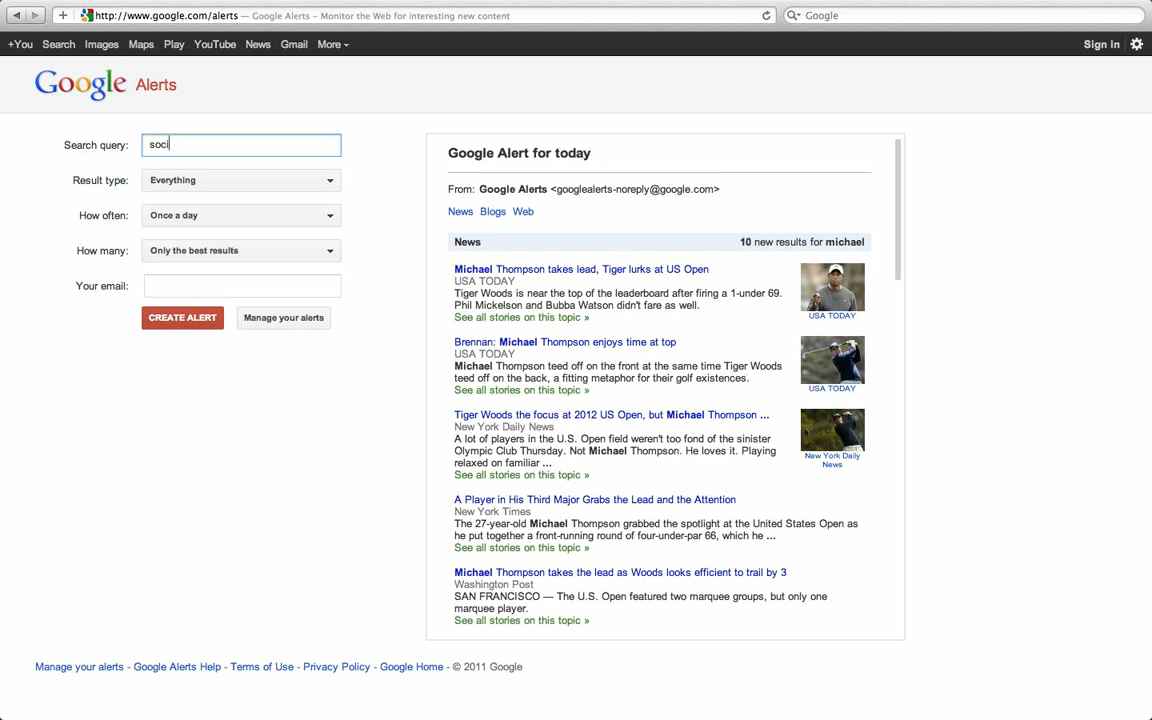 http://www.google.com/alerts — Google Alerts – Monitor the Web for interesting new content
Google
+You Search Images Maps Play YouTube News Gmail More
Sign in
Google Alerts
Search query: soci
Result type: Everything
How often: Once a day
How many: Only the best results
Your email:
CREATE ALERT
Manage your alerts
Google Alert for today
From: Google Alerts <googlealerts-noreply@google.com>
News Blogs Web
News 10 new results for michael
Michael Thompson takes lead, Tiger lurks at US Open
USA TODAY
Tiger Woods is near the top of the leaderboard after firing a 1-under 69.
Phil Mickelson and Bubba Watson didn't fare as well.
See all stories on this topic »
USA TODAY
Brennan: Michael Thompson enjoys time at top
USA TODAY
Michael Thompson teed off on the front at the same time Tiger Woods
teed off on the back, a fitting metaphor for their golf existences.
See all stories on this topic »
USA TODAY
Tiger Woods the focus at 2012 US Open, but Michael Thompson ...
New York Daily News
A lot of players in the U.S. Open field weren't too fond of the sinister
Olympic Club Thursday. Not Michael Thompson. He loves it. Playing
relaxed on familiar ...
See all stories on this topic »
New York Daily
News
A Player in His Third Major Grabs the Lead and the Attention
New York Times
The 27-year-old Michael Thompson grabbed the spotlight at the United States Open as
he put together a front-running round of four-under-par 66, which he ...
See all stories on this topic »
Michael Thompson takes the lead as Woods looks efficient to trail by 3
Washington Post
SAN FRANCISCO — The U.S. Open featured two marquee groups, but only one
marquee player.
See all stories on this topic »
Manage your alerts - Google Alerts Help - Terms of Use - Privacy Policy - Google Home - © 2011 Google